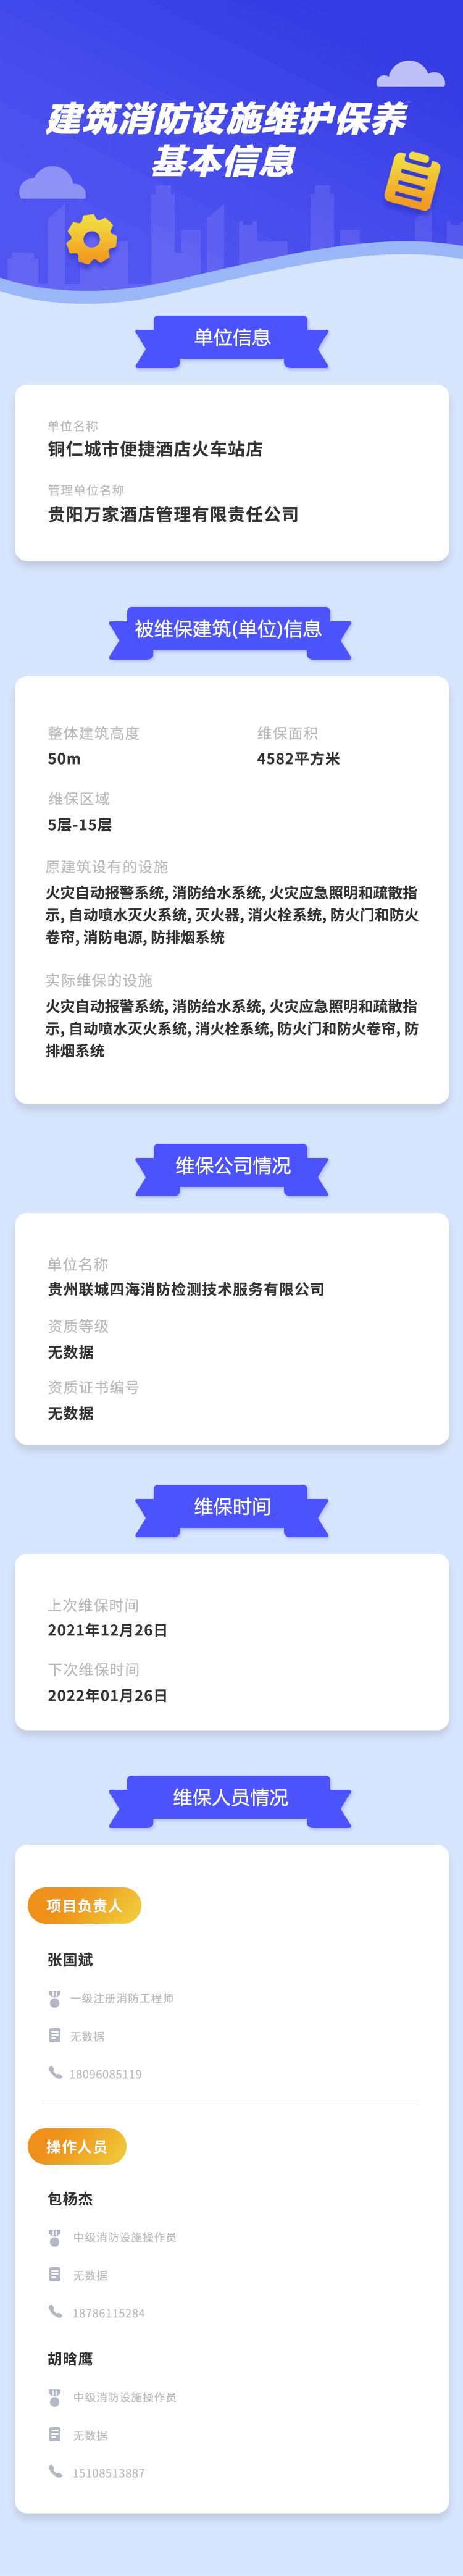 建筑消防设施维护保养
基本信息
单位信息
单位名称
铜仁城市便捷酒店火车站店
管理单位名称
贵阳万家酒店管理有限责任公司
被维保建筑(单位)信息
整体建筑高度
50m
维保面积
4582平方米
维保区域
5层-15层
原建筑设有的设施
火灾自动报警系统, 消防给水系统, 火灾应急照明和疏散指
示, 自动喷水灭火系统, 灭火器, 消火栓系统, 防火门和防火
卷帘, 消防电源, 防排烟系统
实际维保的设施
火灾自动报警系统, 消防给水系统, 火灾应急照明和疏散指
示, 自动喷水灭火系统, 消火栓系统, 防火门和防火卷帘, 防
排烟系统
维保公司情况
单位名称
贵州联城四海消防检测技术服务有限公司
资质等级
无数据
资质证书编号
无数据
维保时间
上次维保时间
2021年12月26日
下次维保时间
2022年01月26日
维保人员情况
项目负责人
张国斌
一级注册消防工程师
无数据
18096085119
操作人员
包杨杰
中级消防设施操作员
无数据
18786115284
胡晗鹰
中级消防设施操作员
无数据
15108513887